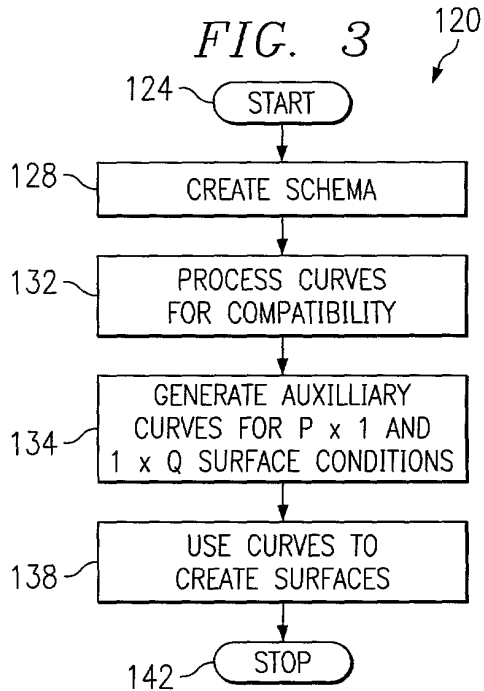 FIG. 3
120
124
START
128
CREATE SCHEMA
132
PROCESS CURVES
FOR COMPATIBILITY
134
GENERATE AUXILLIARY
CURVES FOR P x 1 AND
1 x Q SURFACE CONDITIONS
138
USE CURVES TO
CREATE SURFACES
142
STOP